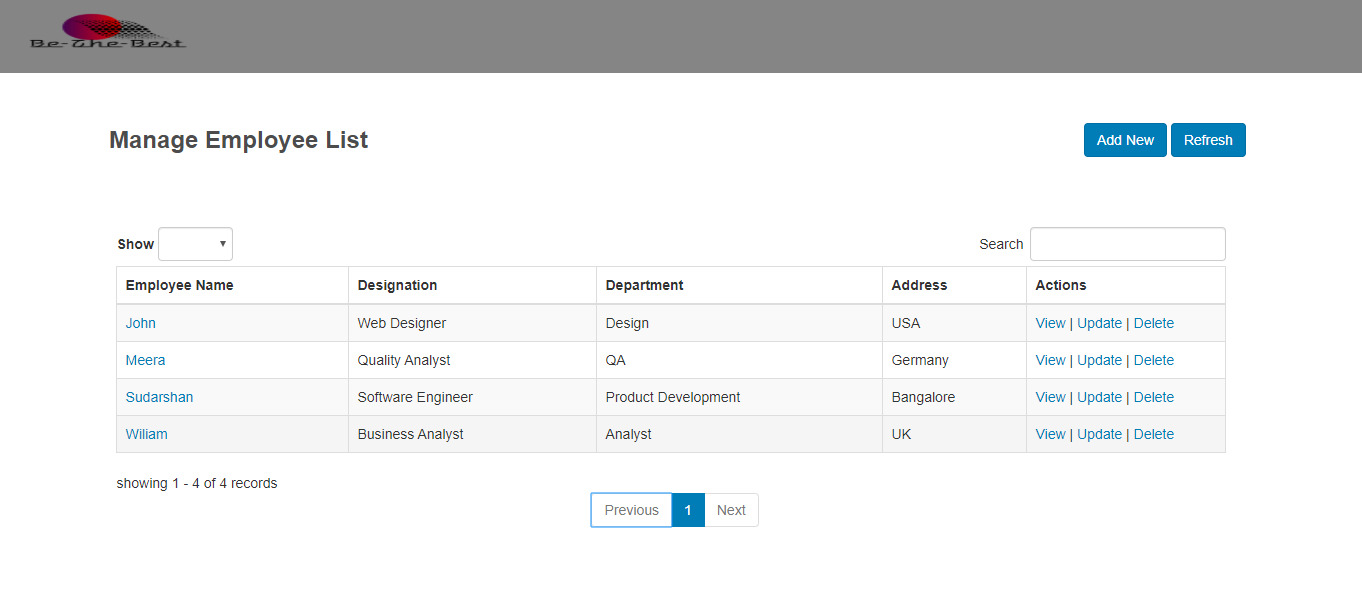 Be-The-Best
Manage Employee List
Add New Refresh
Show Search
Employee Name Designation Department Address Actions
John Web Designer Design USA View | Update | Delete
Meera Quality Analyst QA Germany View | Update | Delete
Sudarshan Software Engineer Product Development Bangalore View | Update | Delete
Wiliam Business Analyst Analyst UK View | Update | Delete
showing 1 - 4 of 4 records
Previous 1 Next